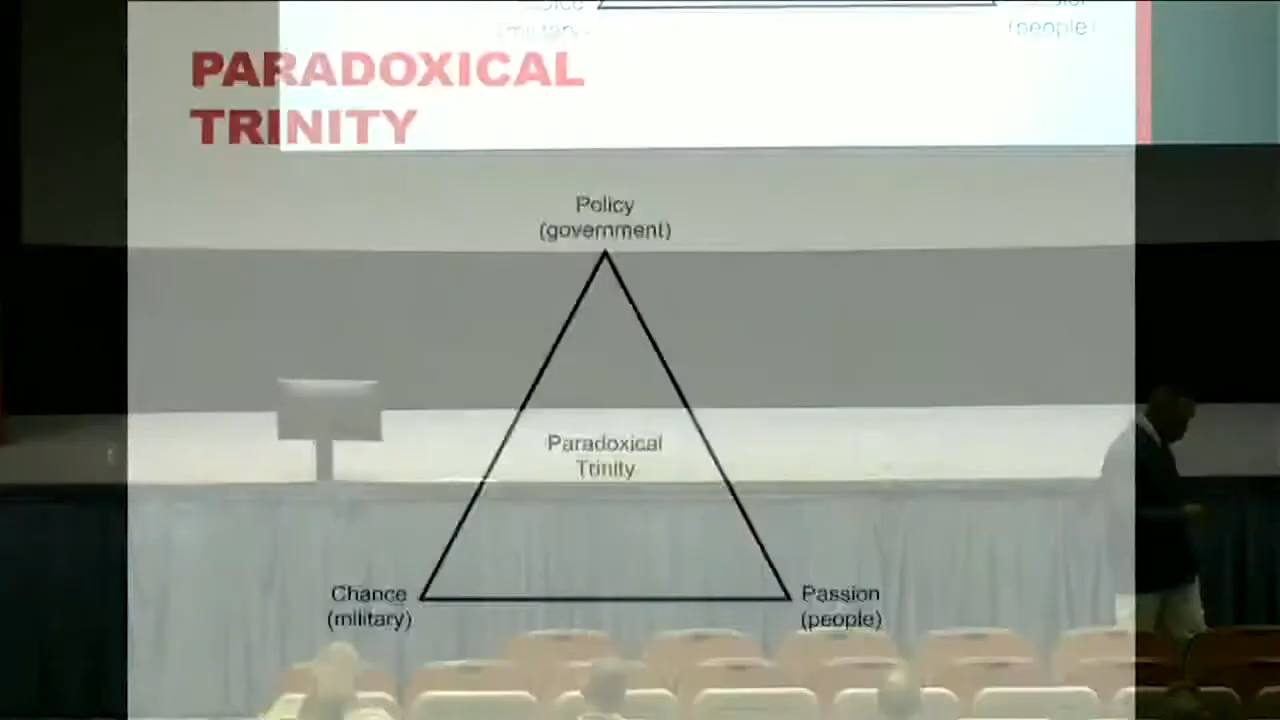 (people)
PARADOXICAL
TRINITY
Policy
(government)
Paradoxical
Trinity
Chance
(military)
Passion
(people)